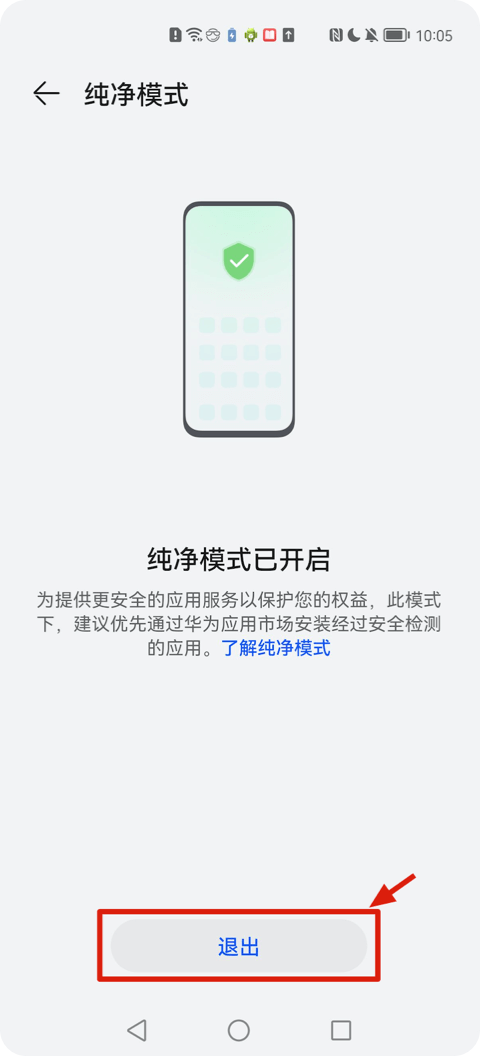 10:05
纯净模式
纯净模式已开启
为提供更安全的应用服务以保护您的权益，此模式
下，建议优先通过华为应用市场安装经过安全检测
的应用。了解纯净模式
退出